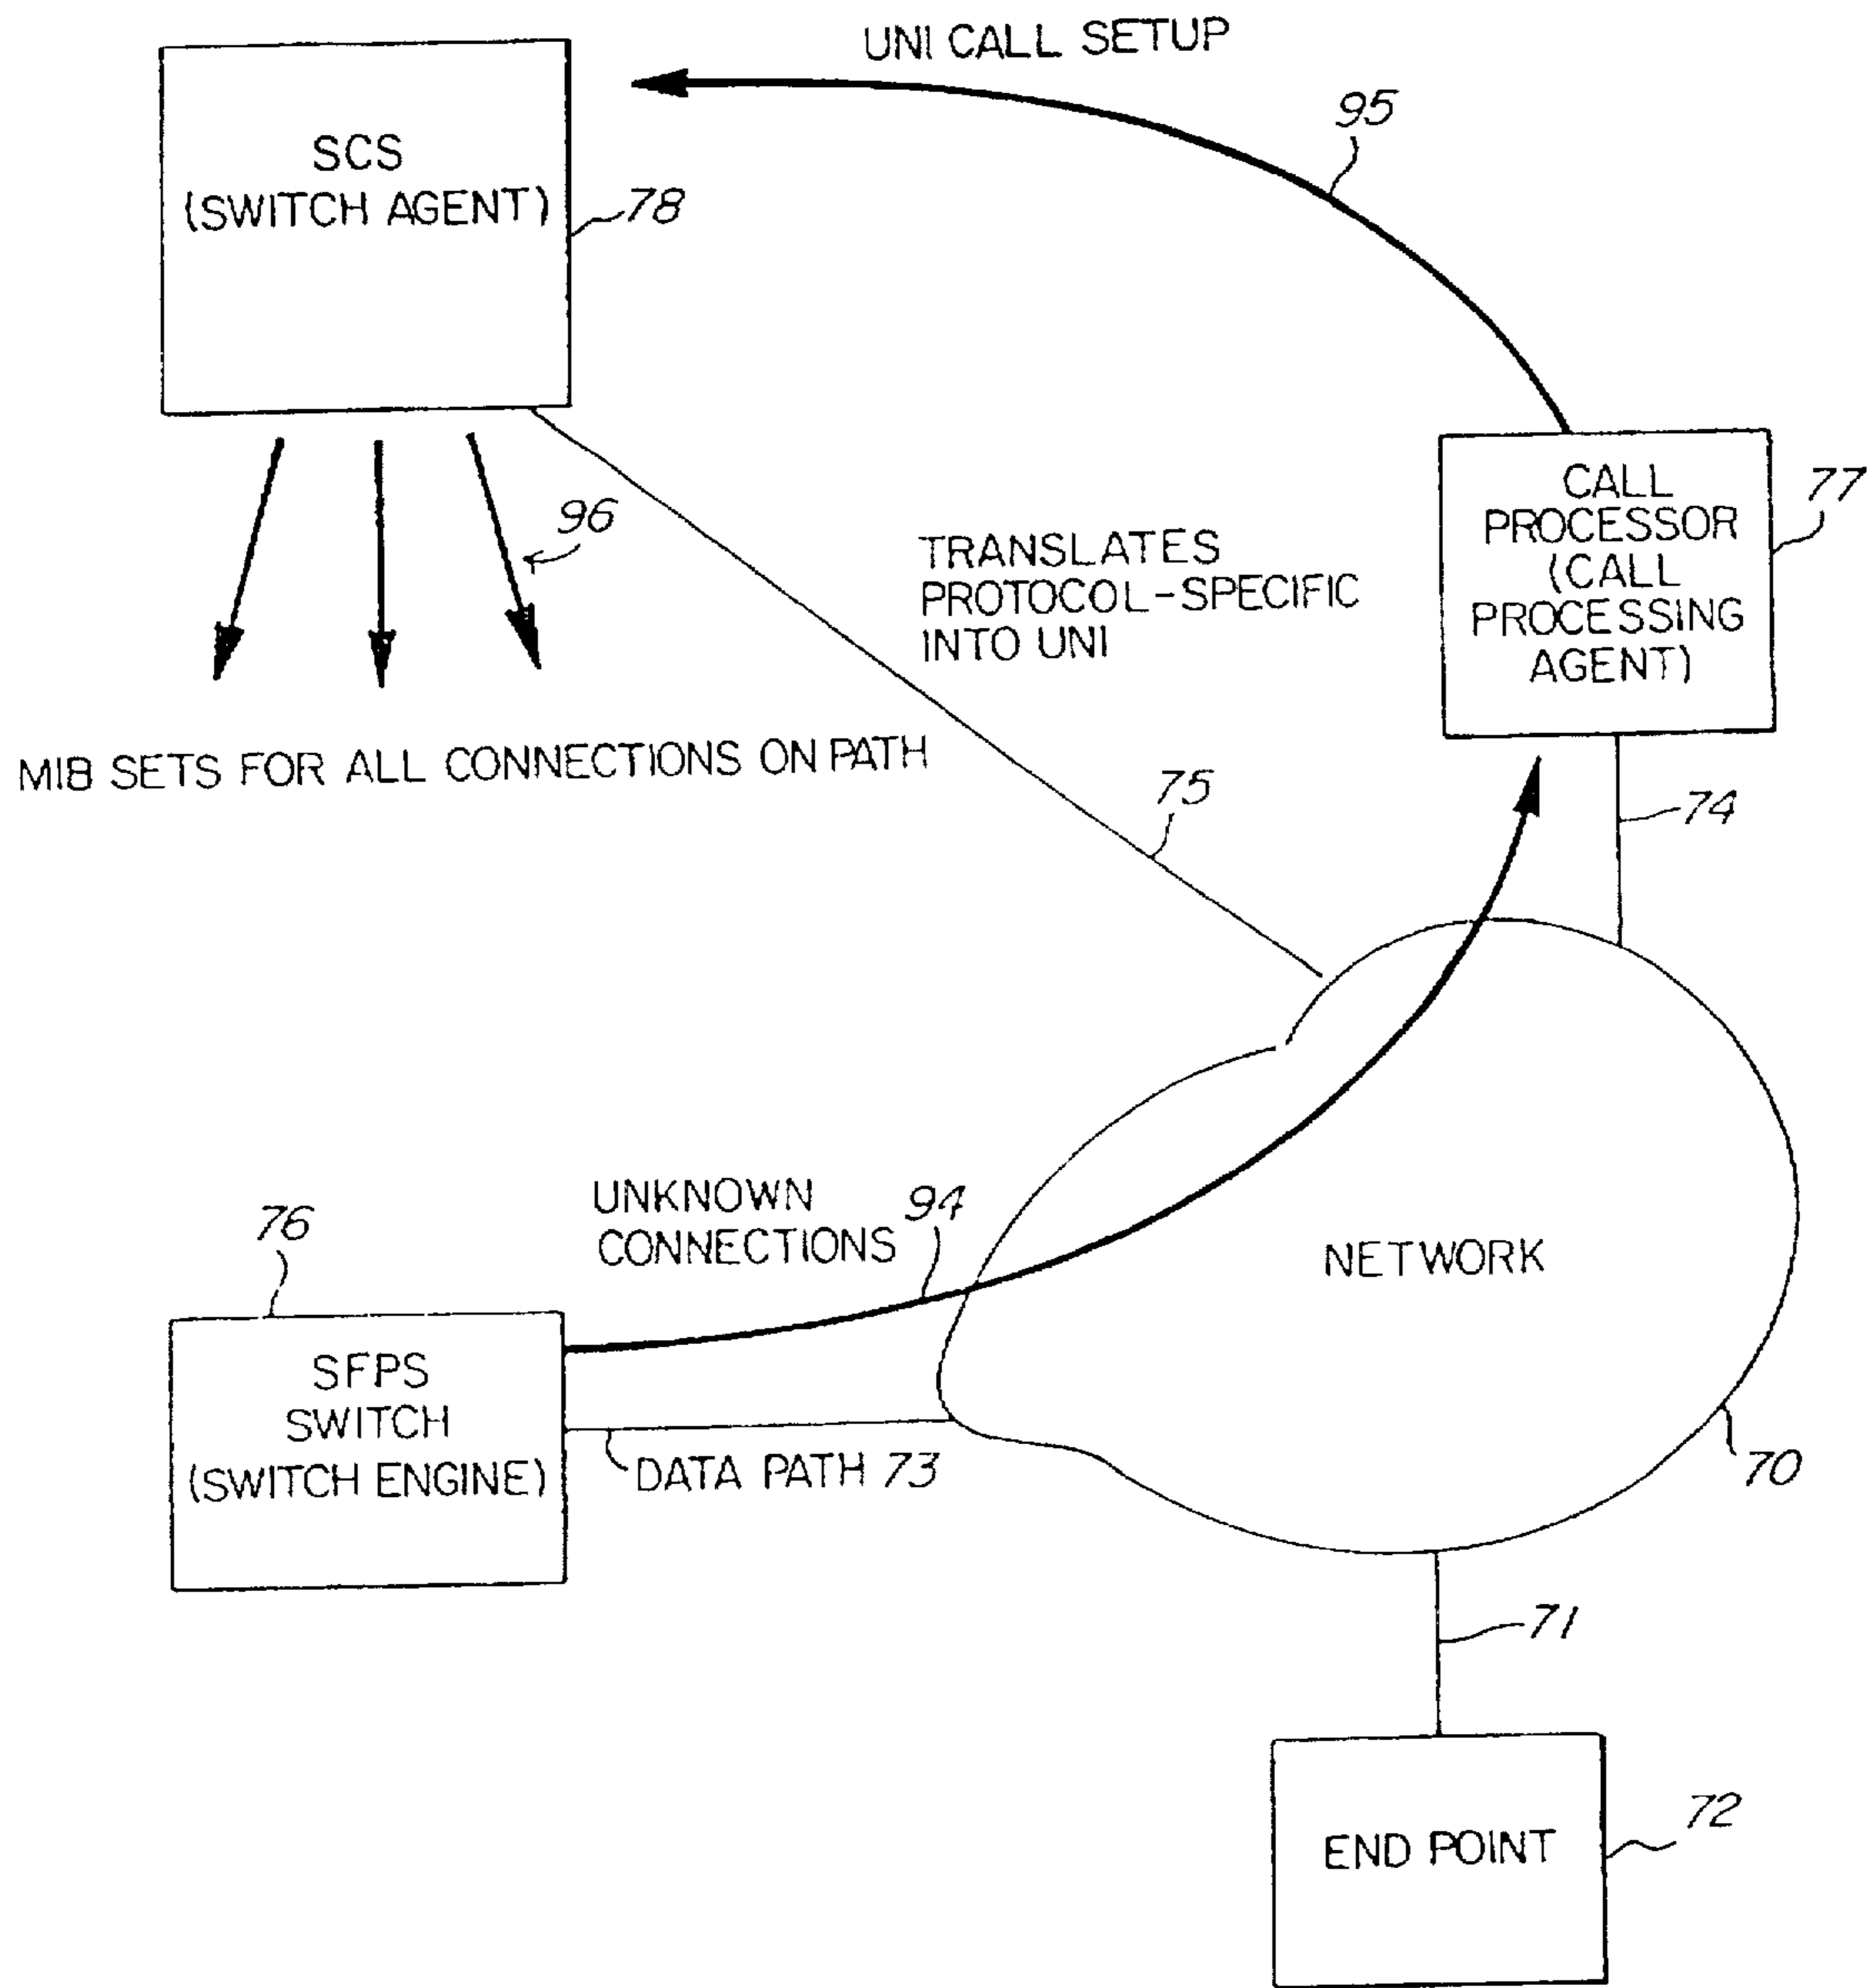 UNI CALL SETUP
95
SCS
(SWITCH AGENT)
78
CALL
PROCESSOR
(CALL
PROCESSING
AGENT)
77
96
TRANSLATES
PROTOCOL-SPECIFIC
INTO UNI
MIB SETS FOR ALL CONNECTIONS ON PATH
75
74
UNKNOWN
CONNECTIONS
94
76
NETWORK
SFPS
SWITCH
(SWITCH ENGINE)
DATA PATH 73
70
71
END POINT
72